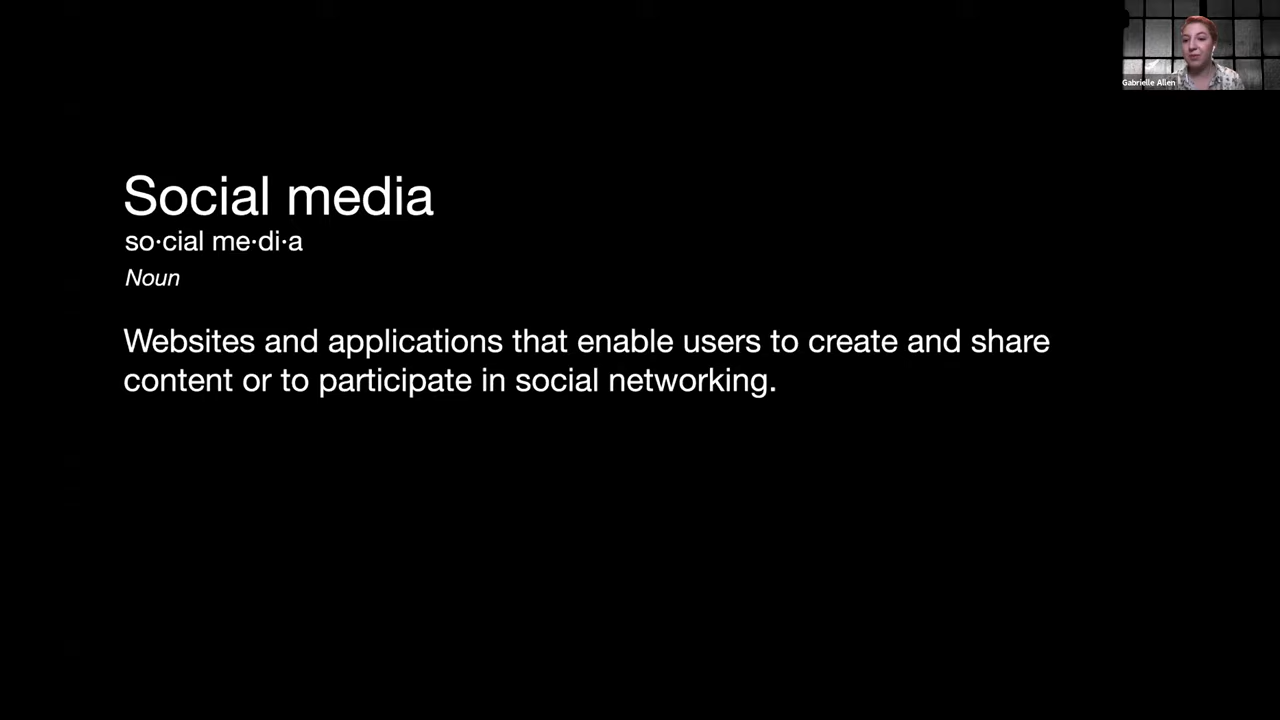 Gabrielle Allen
Social media
so·cial me·di·a
Noun
Websites and applications that enable users to create and share
content or to participate in social networking.